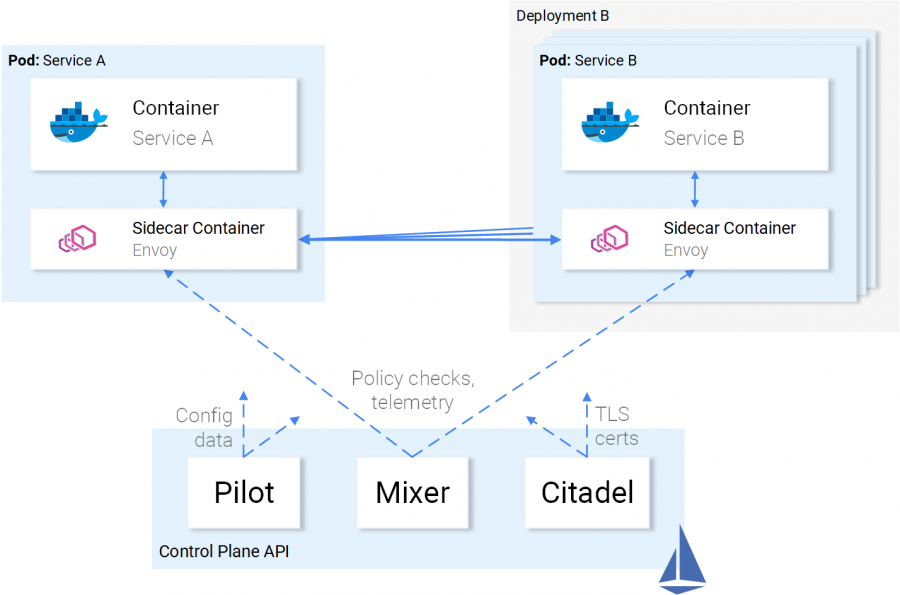 Deployment B
Pod: Service A
Pod: Service B
Container
Service A
Container
Service B
Sidecar Container
Envoy
Sidecar Container
Envoy
Policy checks,
telemetry
Config
data
TLS
certs
Pilot
Mixer
Citadel
Control Plane API